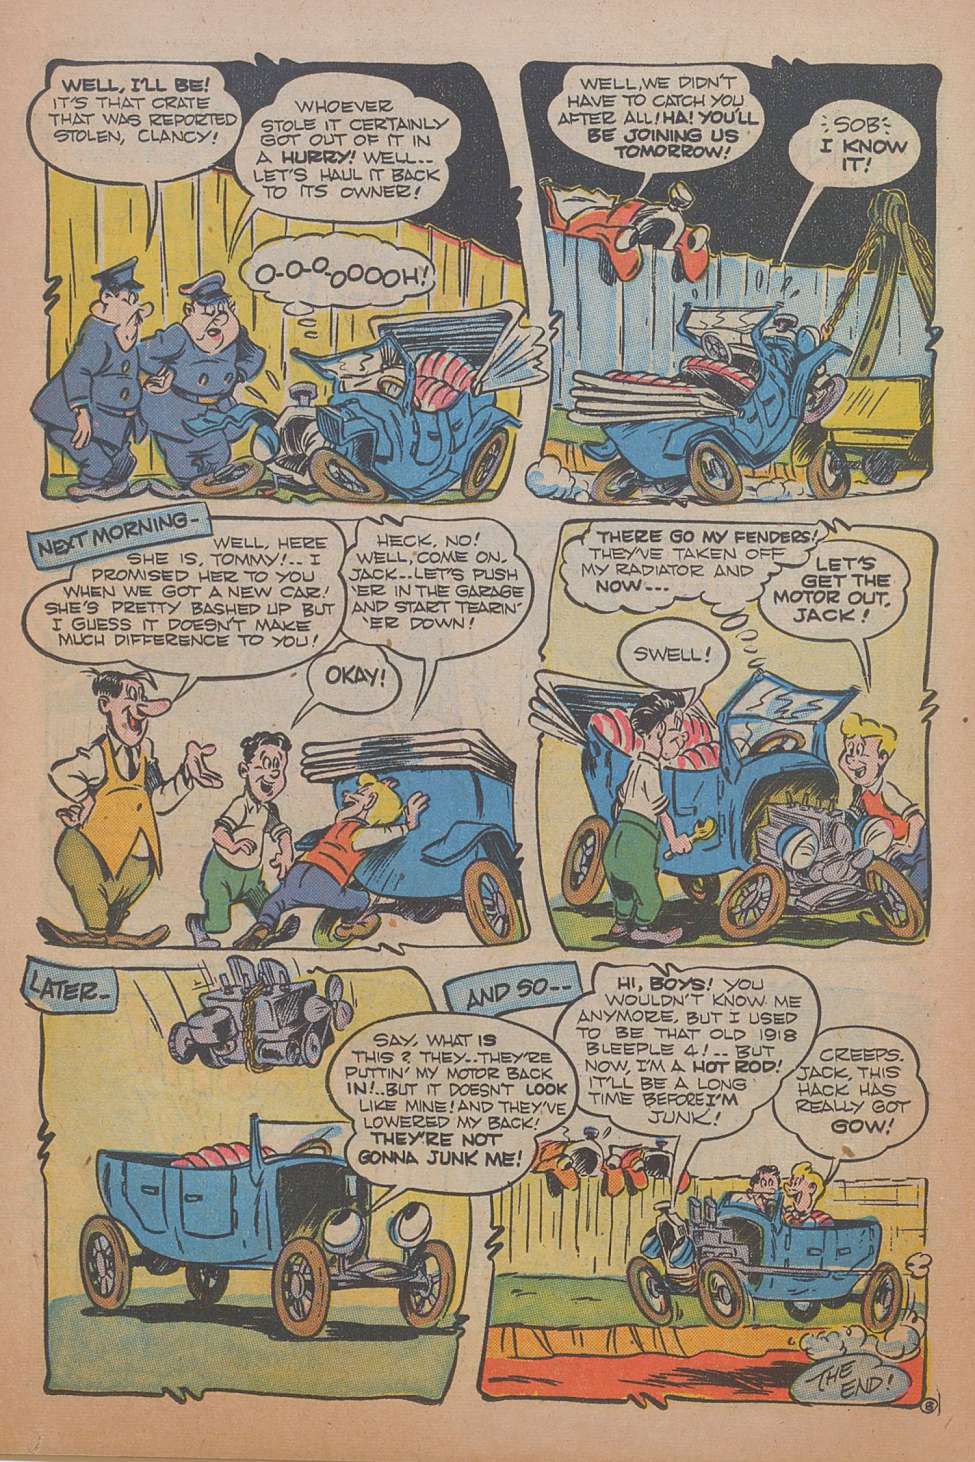 WELL, I'LL BE!
IT'S THAT CRATE
THAT WAS REPORTED
STOLEN, CLANCY!
WHOEVER
STOLE IT CERTAINLY
GOT OUT OF IT IN
A HURRY! WELL--
LET'S HAUL IT BACK
TO ITS OWNER!
O-O-O-OOOOH!
WELL, WE DIDN'T
HAVE TO CATCH YOU
AFTER ALL! HA! YOU'LL
BE JOINING US
TOMORROW!
SOB
I KNOW
IT!
NEXT MORNING-
WELL, HERE
SHE IS, TOMMY!.. I
PROMISED HER TO YOU
WHEN WE GOT A NEW CAR!
SHE'S PRETTY BASHED UP BUT
I GUESS IT DOESN'T MAKE
MUCH DIFFERENCE TO YOU!
HECK, NO!
WELL, COME ON,
JACK--LET'S PUSH
'ER IN THE GARAGE
AND START TEARIN'
'ER DOWN!
OKAY!
THERE GO MY FENDERS!
THEY'VE TAKEN OFF
MY RADIATOR AND
NOW---
LET'S
GET THE
MOTOR OUT,
JACK!
SWELL!
LATER--
SAY, WHAT IS
THIS? THEY--THEY'RE
PUTTIN' MY MOTOR BACK
IN!..BUT IT DOESN'T LOOK
LIKE MINE! AND THEY'VE
LOWERED MY BACK!
THEY'RE NOT
GONNA JUNK ME!
AND SO--
HI, BOYS! YOU
WOULDN'T KNOW ME
ANYMORE, BUT I USED
TO BE THAT OLD 1918
BLEEPLE 4!-- BUT
NOW, I'M A HOT ROD!
IT'LL BE A LONG
TIME BEFORE I'M
JUNK!
CREEPS,
JACK, THIS
HACK HAS
REALLY GOT
GOW!
THE
END!
8